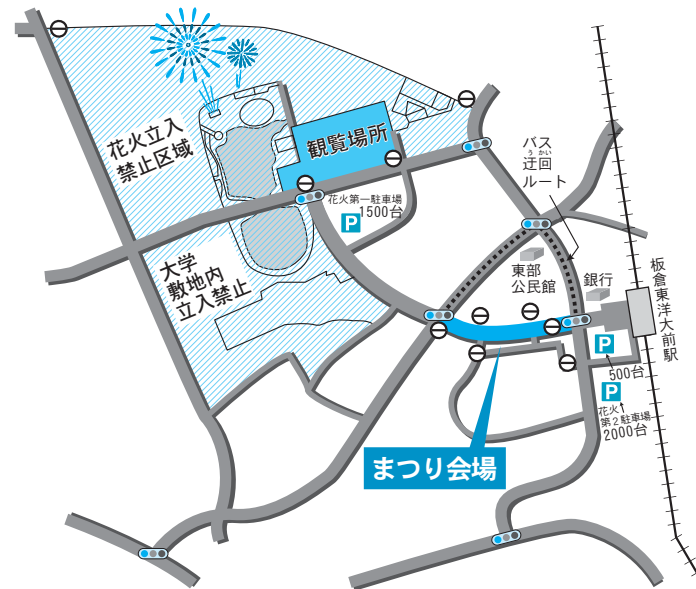 花火立入
禁止区域
観覧場所
バス
うかい
迂回
ルート
花火第一駐車場
P 1500台
大学
敷地内
立入禁止
東部
公民館
銀行
板倉東洋大前駅
P
500台
P
花火
第2駐車場
2000台
まつり会場